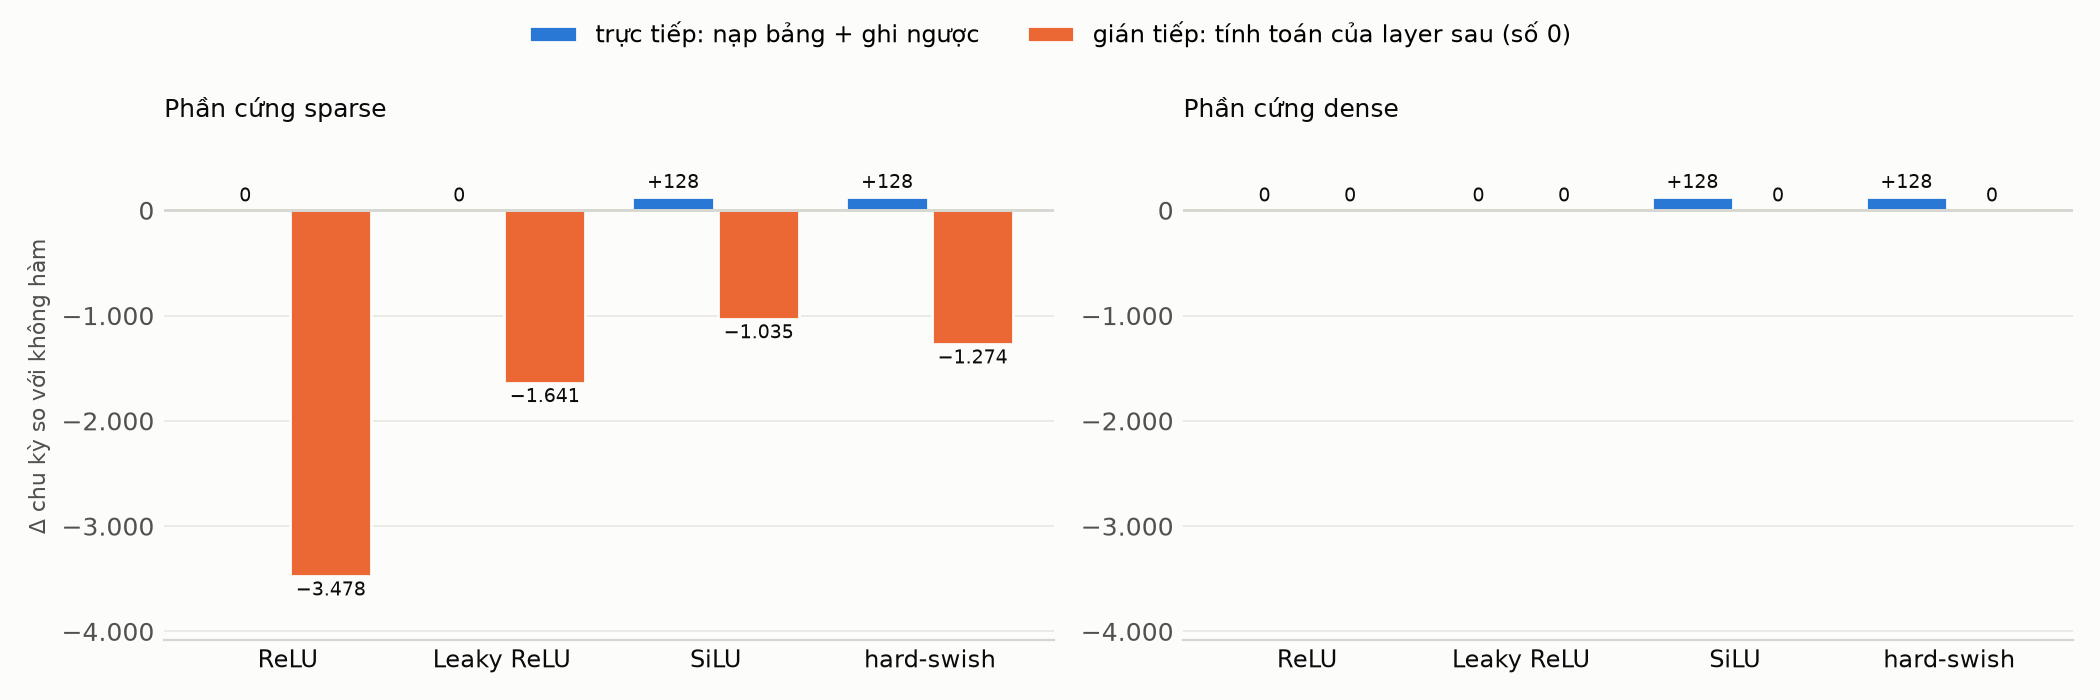 trực tiếp: nạp bảng + ghi ngược
gián tiếp: tính toán của layer sau (số 0)
Phần cứng sparse
Δ chu kỳ so với không hàm
0
−1.000
−2.000
−3.000
−4.000
0
−3.478
0
−1.641
+128
−1.035
+128
−1.274
ReLU
Leaky ReLU
SiLU
hard-swish
Phần cứng dense
0
−1.000
−2.000
−3.000
−4.000
0
0
0
0
+128
0
+128
0
ReLU
Leaky ReLU
SiLU
hard-swish